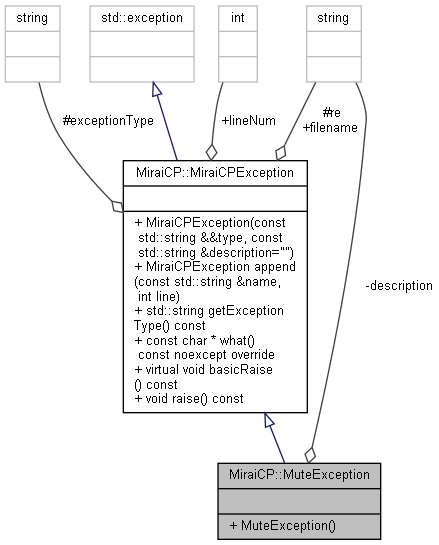 string
std::exception
int
string
#exceptionType
+lineNum
#re
+filename
MiraiCP::MiraiCPException
+ MiraiCPException(const
std::string &&type, const
std::string &description="")
+ MiraiCPException append
(const std::string &name,
int line)
+ std::string getException
Type() const
+ const char * what()
const noexcept override
+ virtual void basicRaise
() const
+ void raise() const
-description
MiraiCP::MuteException
+ MuteException()